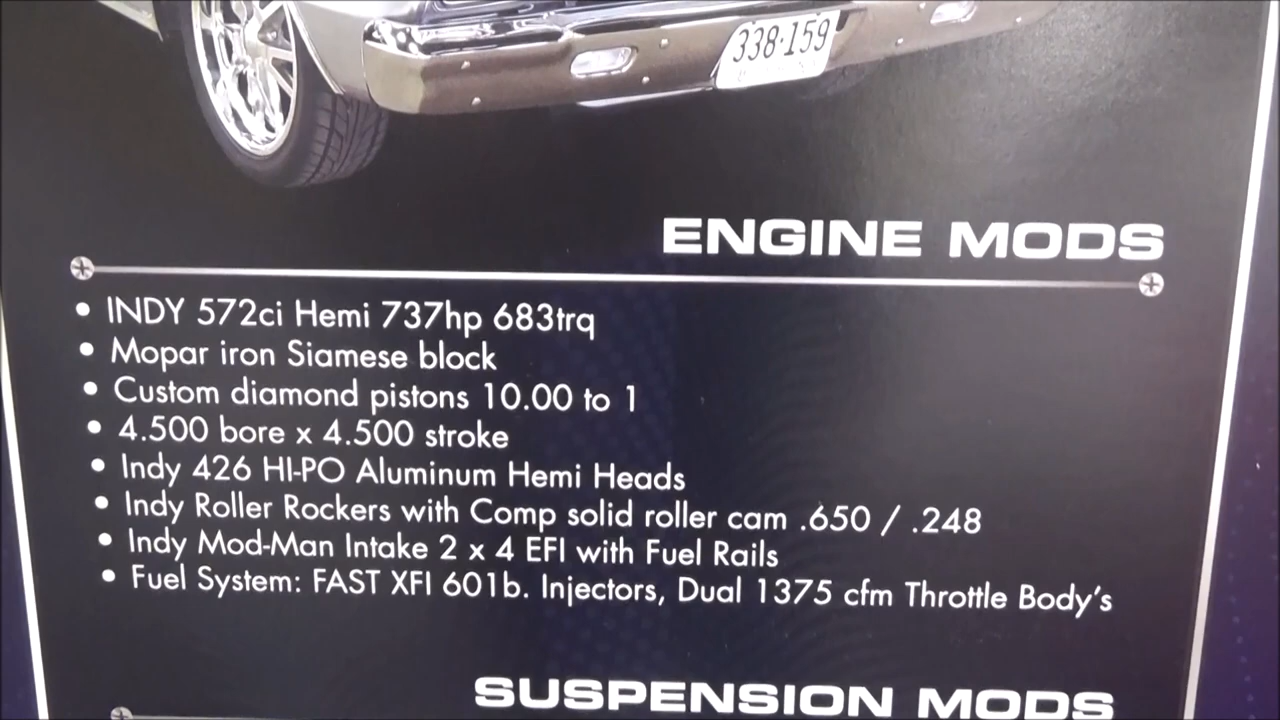 338·159
ENGINE MODS
• INDY 572ci Hemi 737hp 683trq
• Mopar iron Siamese block
• Custom diamond pistons 10.00 to 1
• 4.500 bore x 4.500 stroke
• Indy 426 HI-PO Aluminum Hemi Heads
• Indy Roller Rockers with Comp solid roller cam .650 / .248
• Indy Mod-Man Intake 2 x 4 EFI with Fuel Rails
• Fuel System: FAST XFI 601b. Injectors, Dual 1375 cfm Throttle Body's
SUSPENSION MODS